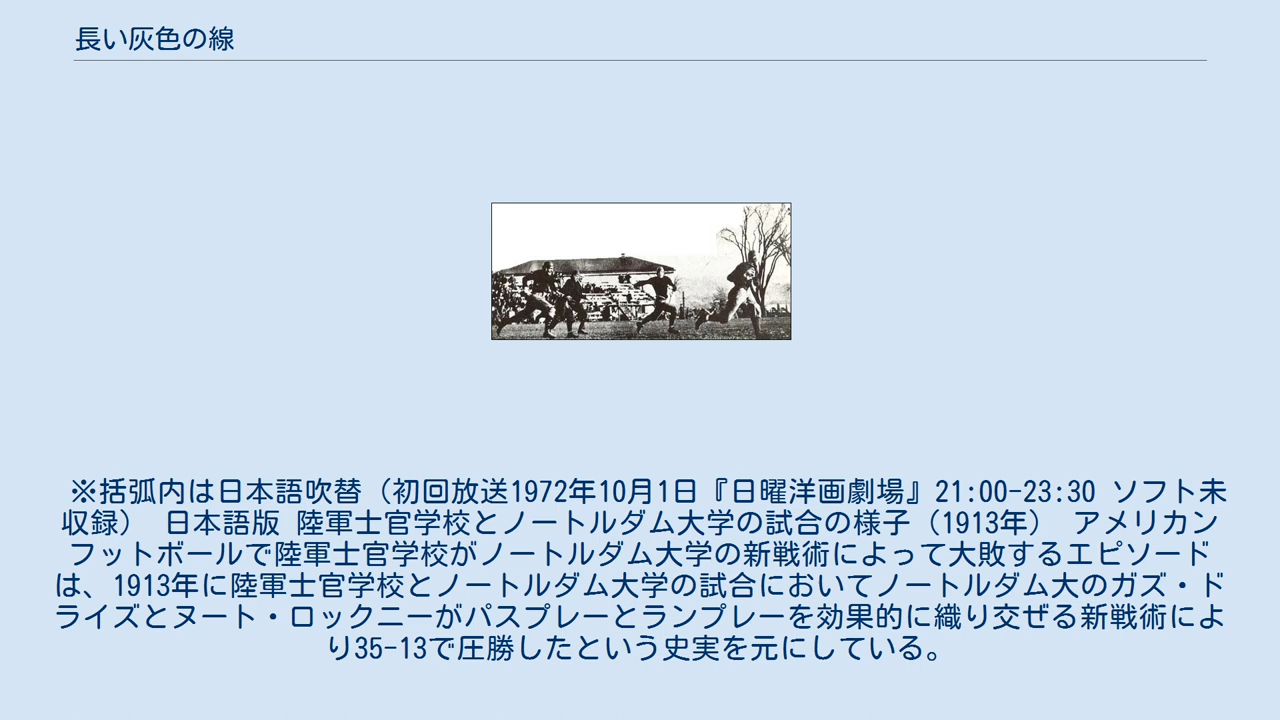 長い灰色の線
※括弧内は日本語吹替（初回放送1972年10月1日『日曜洋画劇場』21:00-23:30 ソフト未
収録） 日本語版 陸軍士官学校とノートルダム大学の試合の様子（1913年） アメリカン
フットボールで陸軍士官学校がノートルダム大学の新戦術によって大敗するエピソード
は、1913年に陸軍士官学校とノートルダム大学の試合においてノートルダム大のガズ・ド
ライズとヌート・ロックニーがパスプレーとランプレーを効果的に織り交ぜる新戦術によ
り35-13で圧勝したという史実を元にしている。